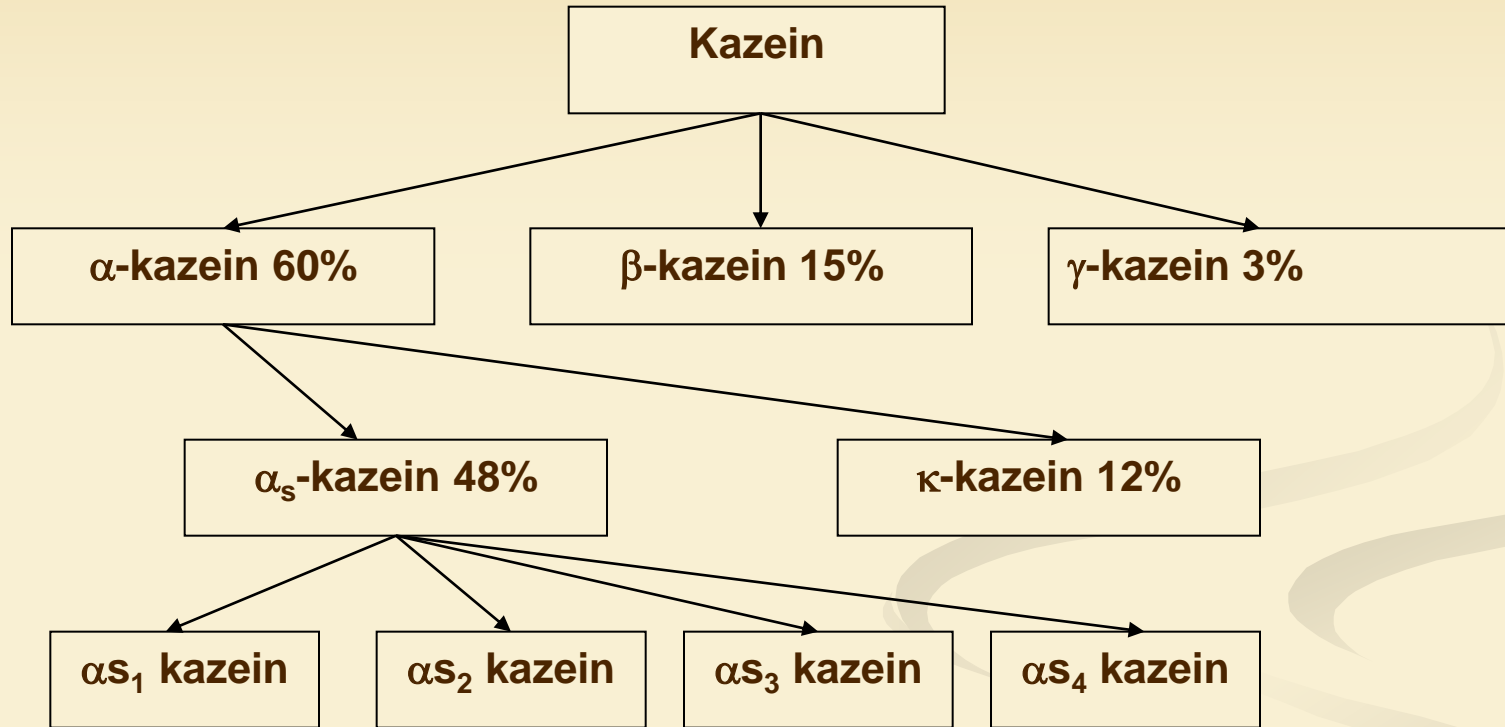 Kazein
α-kazein 60%
β-kazein 15%
γ-kazein 3%
αₛ-kazein 48%
κ-kazein 12%
αs₁ kazein
αs₂ kazein
αs₃ kazein
αs₄ kazein